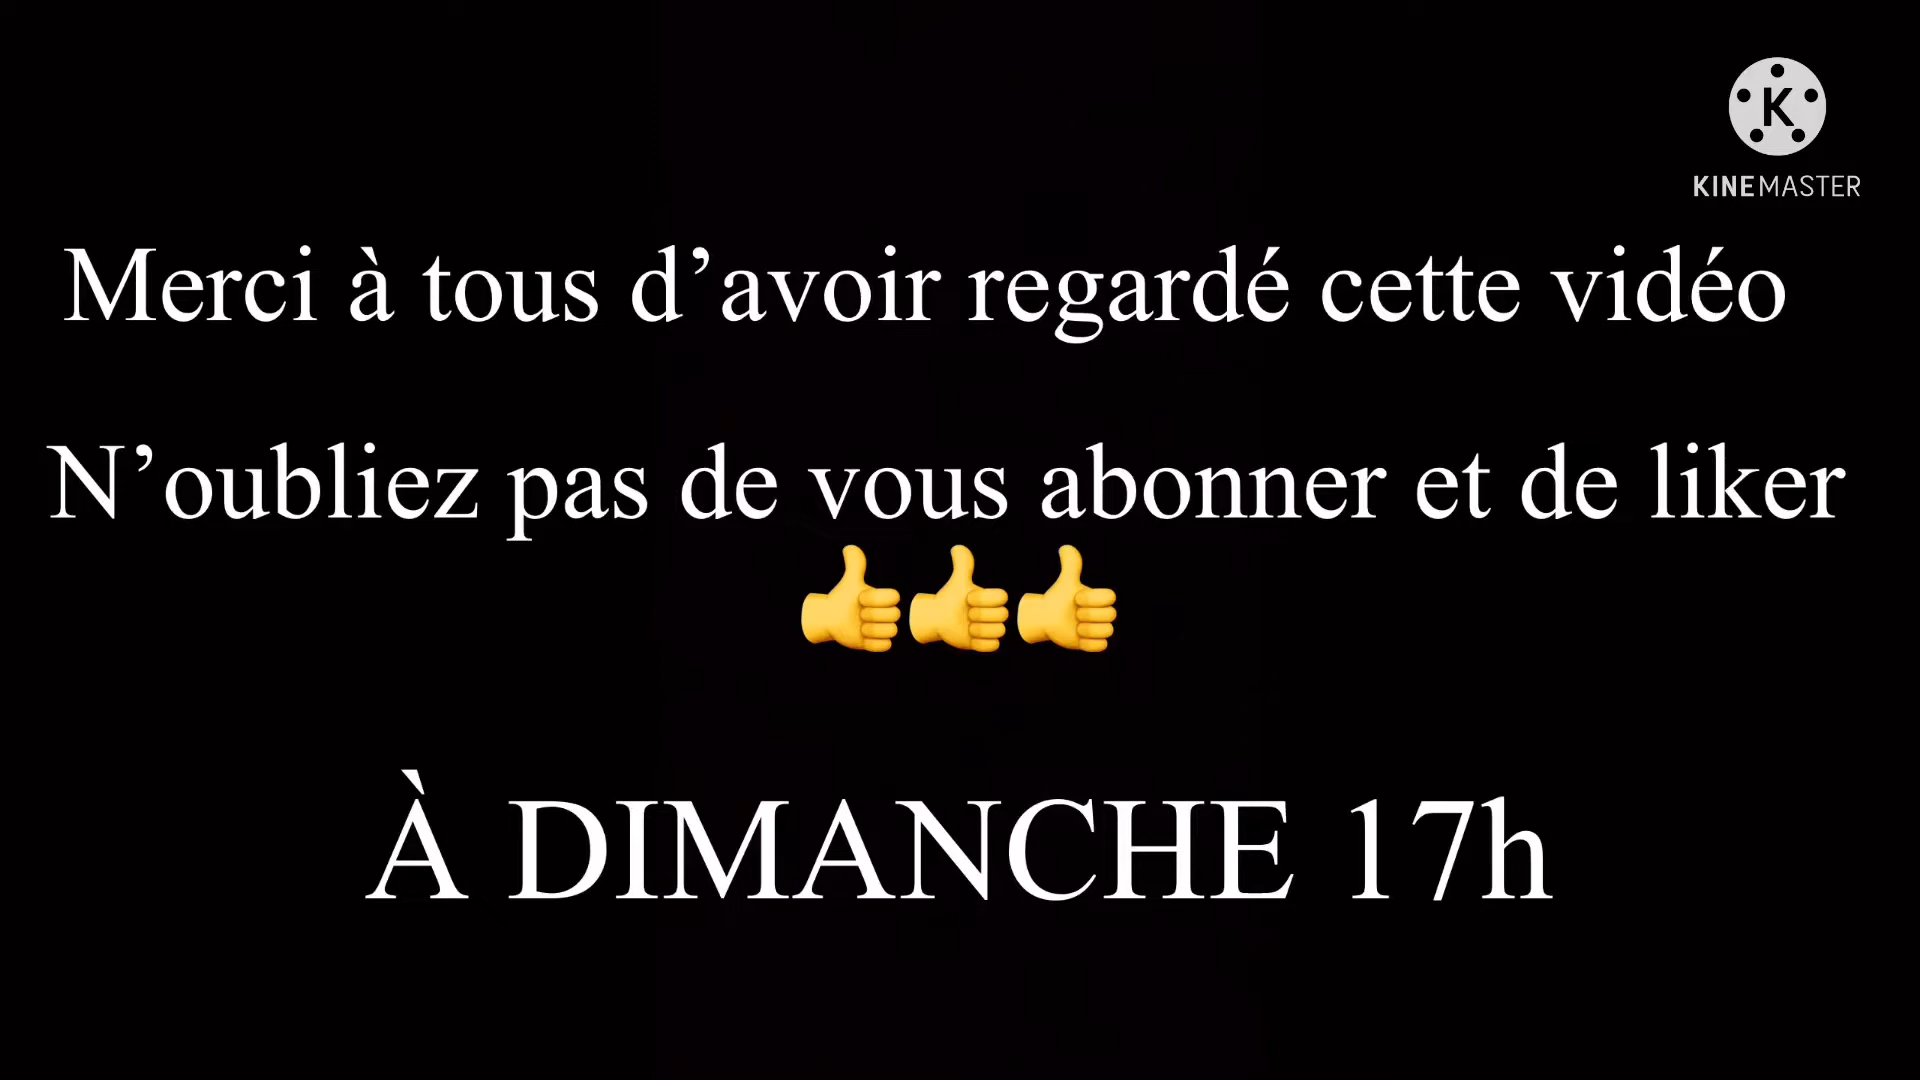 K
KINEMASTER
Merci à tous d’avoir regardé cette vidéo
N’oubliez pas de vous abonner et de liker
👍👍👍
À DIMANCHE 17h